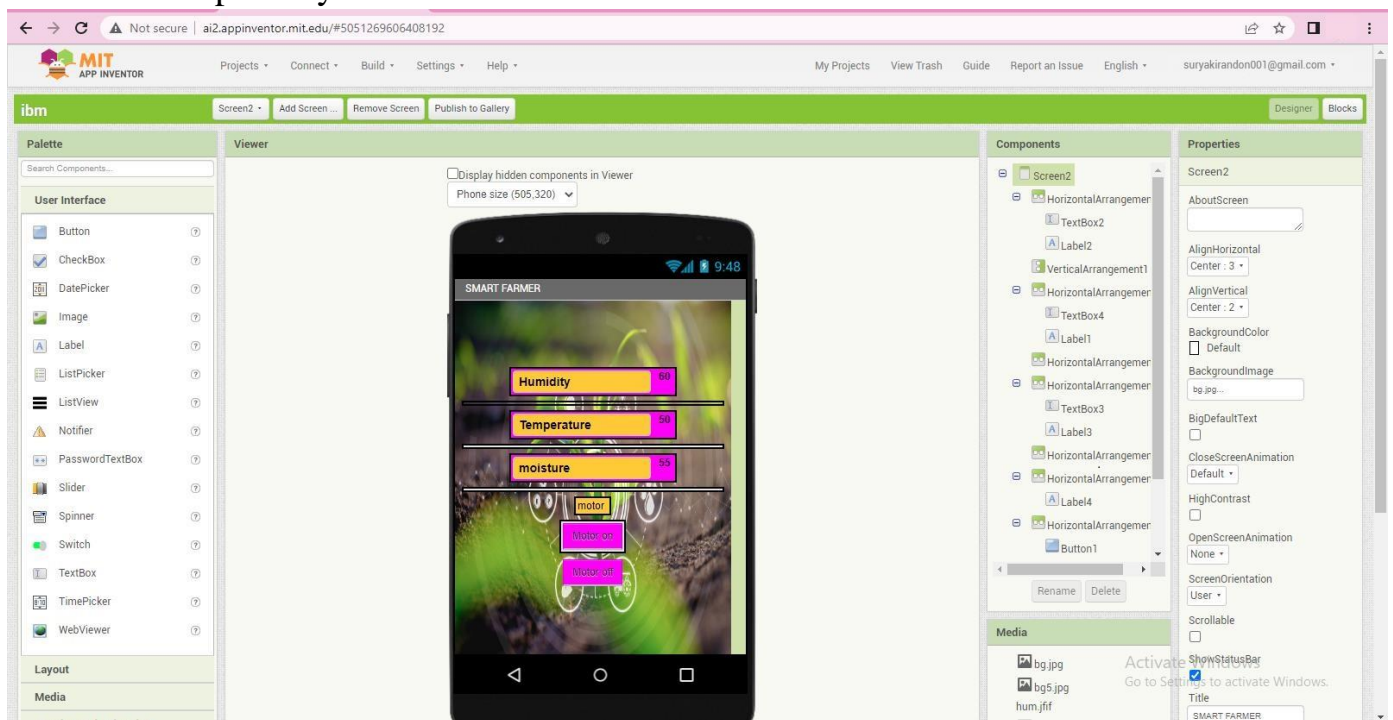 Not secure | ai2.appinventor.mit.edu/#5051269606408192
MIT
APP INVENTOR
Projects
Connect
Build
Settings
Help
My Projects
View Trash
Guide
Report an Issue
English
suryakirandon001@gmail.com
ibm
Screen2
Add Screen ...
Remove Screen
Publish to Gallery
Designer
Blocks
Palette
Search Components...
User Interface
Button
CheckBox
DatePicker
Image
Label
ListPicker
ListView
Notifier
PasswordTextBox
Slider
Spinner
Switch
TextBox
TimePicker
WebViewer
Layout
Media
Viewer
Display hidden components in Viewer
Phone size (505,320)
9:48
SMART FARMER
Humidity 60
Temperature 50
moisture 55
motor
Motor on
Motor off
Components
Screen2
HorizontalArrangemen
TextBox2
Label2
VerticalArrangement1
HorizontalArrangemen
TextBox4
Label1
HorizontalArrangemen
HorizontalArrangemen
TextBox3
Label3
HorizontalArrangemen
HorizontalArrangemen
Label4
HorizontalArrangemen
Button1
Rename
Delete
Media
bg.jpg
bg5.jpg
hum.jfif
Properties
Screen2
AboutScreen
AlignHorizontal
Center : 3
AlignVertical
Center : 2
BackgroundColor
Default
BackgroundImage
bg.jpg...
BigDefaultText
CloseScreenAnimation
Default
HighContrast
OpenScreenAnimation
None
ScreenOrientation
User
Scrollable
ShowStatusBar
Title
SMART FARMER
Activate Windows
Go to Settings to activate Windows.